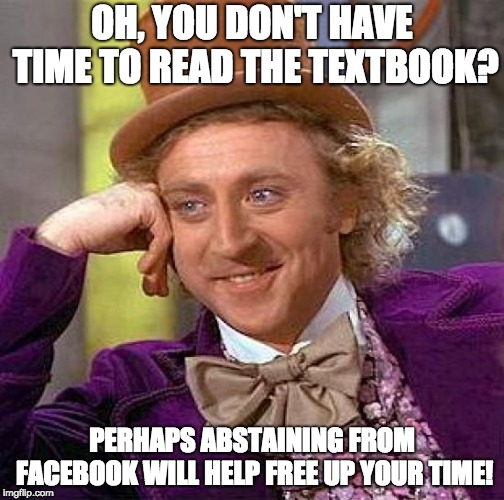 OH, YOU DON'T HAVE
TIME TO READ THE TEXTBOOK?
PERHAPS ABSTAINING FROM
FACEBOOK WILL HELP FREE UP YOUR TIME!
imgflip.com